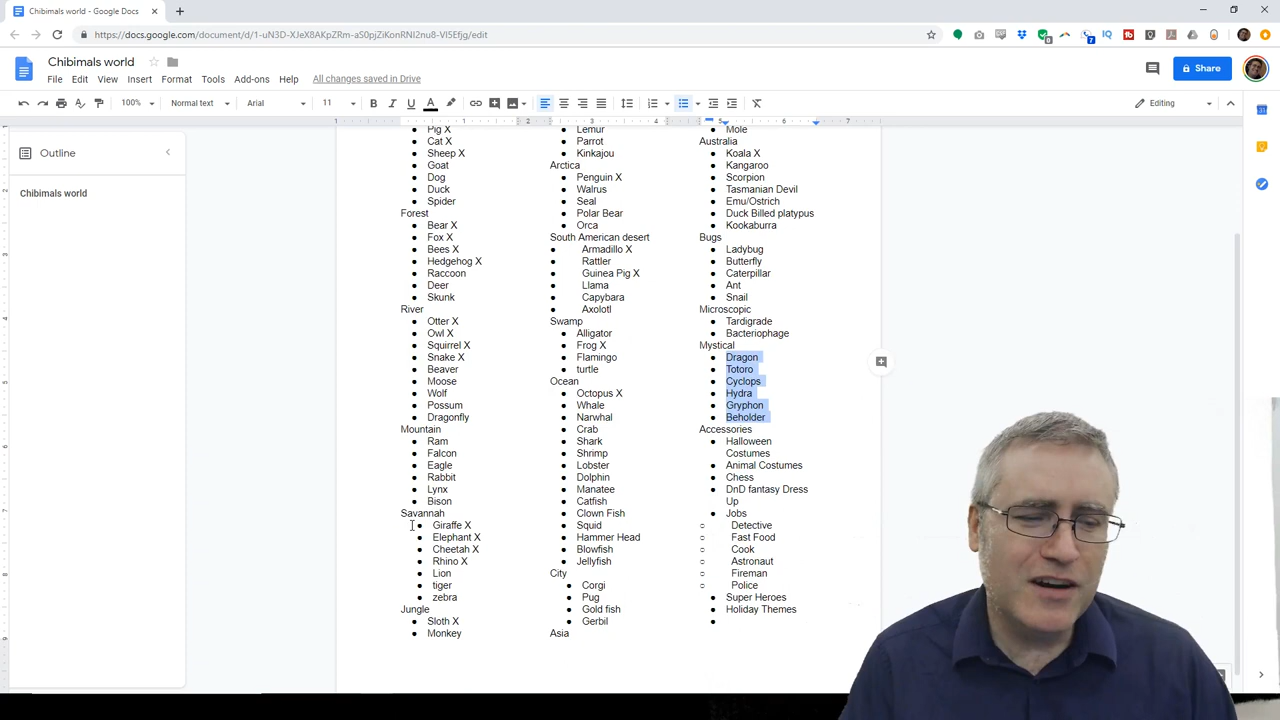 Chibimals world - Google Docs
https://docs.google.com/document/d/1-uN3D-XJeX8AKpZRm-aS0pjZiKonRNI2nu8-VI5Efjg/edit
Chibimals world
File Edit View Insert Format Tools Add-ons Help All changes saved in Drive
Share
100% Normal text Arial 11 Editing
Outline
Chibimals world
Pig X
Cat X
Sheep X
Goat
Dog
Duck
Spider
Forest
Bear X
Fox X
Bees X
Hedgehog X
Raccoon
Deer
Skunk
River
Otter X
Owl X
Squirrel X
Snake X
Beaver
Moose
Wolf
Possum
Dragonfly
Mountain
Ram
Falcon
Eagle
Rabbit
Lynx
Bison
Savannah
Giraffe X
Elephant X
Cheetah X
Rhino X
Lion
tiger
zebra
Jungle
Sloth X
Monkey
Lemur
Parrot
Kinkajou
Arctica
Penguin X
Walrus
Seal
Polar Bear
Orca
South American desert
Armadillo X
Rattler
Guinea Pig X
Llama
Capybara
Axolotl
Swamp
Alligator
Frog X
Flamingo
turtle
Ocean
Octopus X
Whale
Narwhal
Crab
Shark
Shrimp
Lobster
Dolphin
Manatee
Catfish
Clown Fish
Squid
Hammer Head
Blowfish
Jellyfish
City
Corgi
Pug
Gold fish
Gerbil
Asia
Mole
Australia
Koala X
Kangaroo
Scorpion
Tasmanian Devil
Emu/Ostrich
Duck Billed platypus
Kookaburra
Bugs
Ladybug
Butterfly
Caterpillar
Ant
Snail
Microscopic
Tardigrade
Bacteriophage
Mystical
Dragon
Totoro
Cyclops
Hydra
Gryphon
Beholder
Accessories
Halloween
Costumes
Animal Costumes
Chess
DnD fantasy Dress
Up
Jobs
Detective
Fast Food
Cook
Astronaut
Fireman
Police
Super Heroes
Holiday Themes